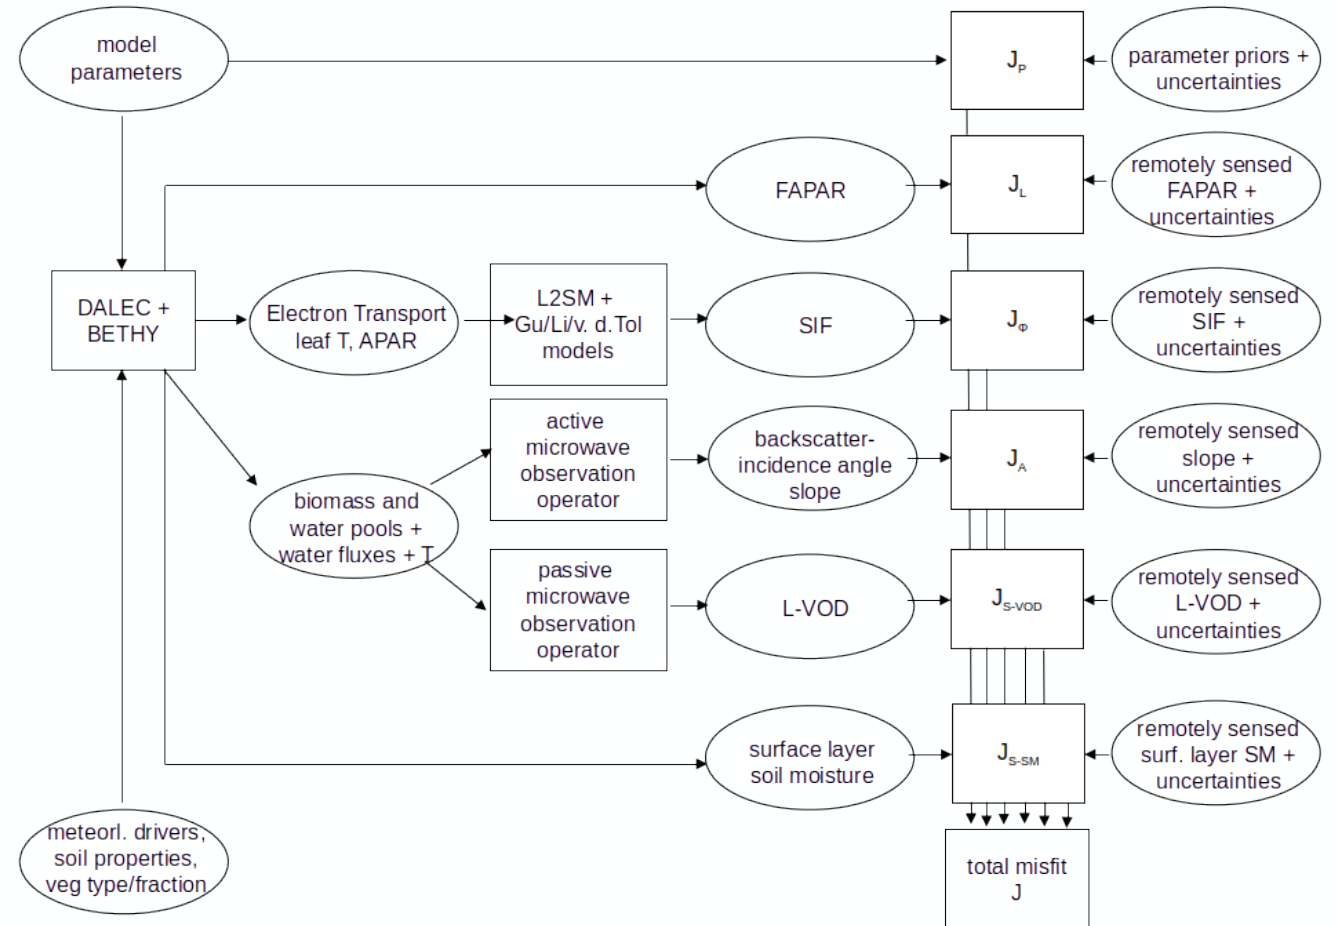 model
parameters
J_P
parameter priors +
uncertainties
FAPAR
J_L
remotely sensed
FAPAR +
uncertainties
DALEC +
BETHY
Electron Transport
leaf T, APAR
L2SM +
Gu/Li/v. d.Tol
models
SIF
J_Φ
remotely sensed
SIF +
uncertainties
active
microwave
observation
operator
backscatter-
incidence angle
slope
J_A
remotely sensed
slope +
uncertainties
biomass and
water pools +
water fluxes + T
passive
microwave
observation
operator
L-VOD
J_S-VOD
remotely sensed
L-VOD +
uncertainties
surface layer
soil moisture
J_S-SM
remotely sensed
surf. layer SM +
uncertainties
meteorl. drivers,
soil properties,
veg type/fraction
total misfit
J